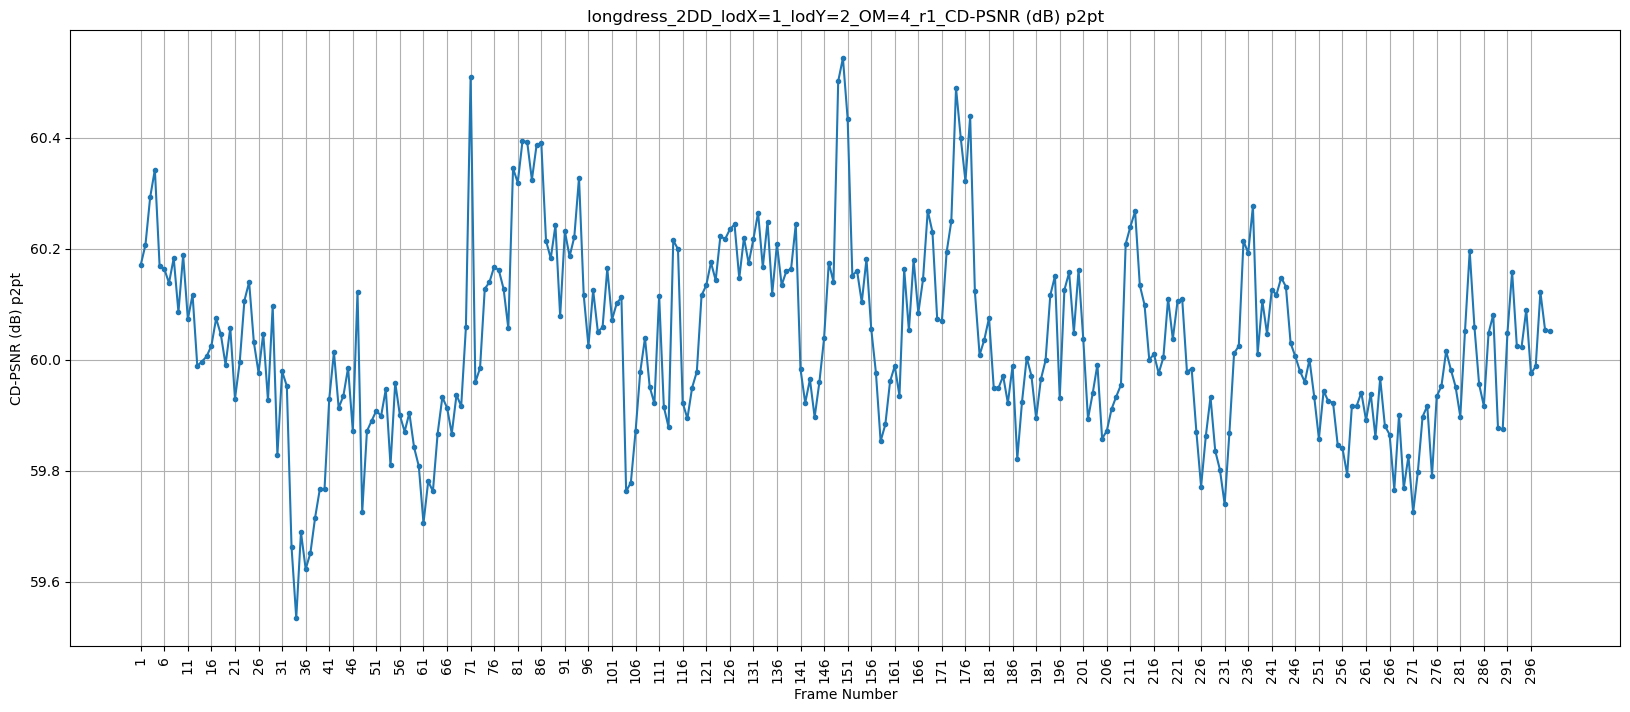 longdress_2DD_lodX=1_lodY=2_OM=4_r1_CD-PSNR (dB) p2pt
CD-PSNR (dB) p2pt
60.4
60.2
60.0
59.8
59.6
1 6 11 16 21 26 31 36 41 46 51 56 61 66 71 76 81 86 91 96 101 106 111 116 121 126 131 136 141 146 151 156 161 166 171 176 181 186 191 196 201 206 211 216 221 226 231 236 241 246 251 256 261 266 271 276 281 286 291 296
Frame Number